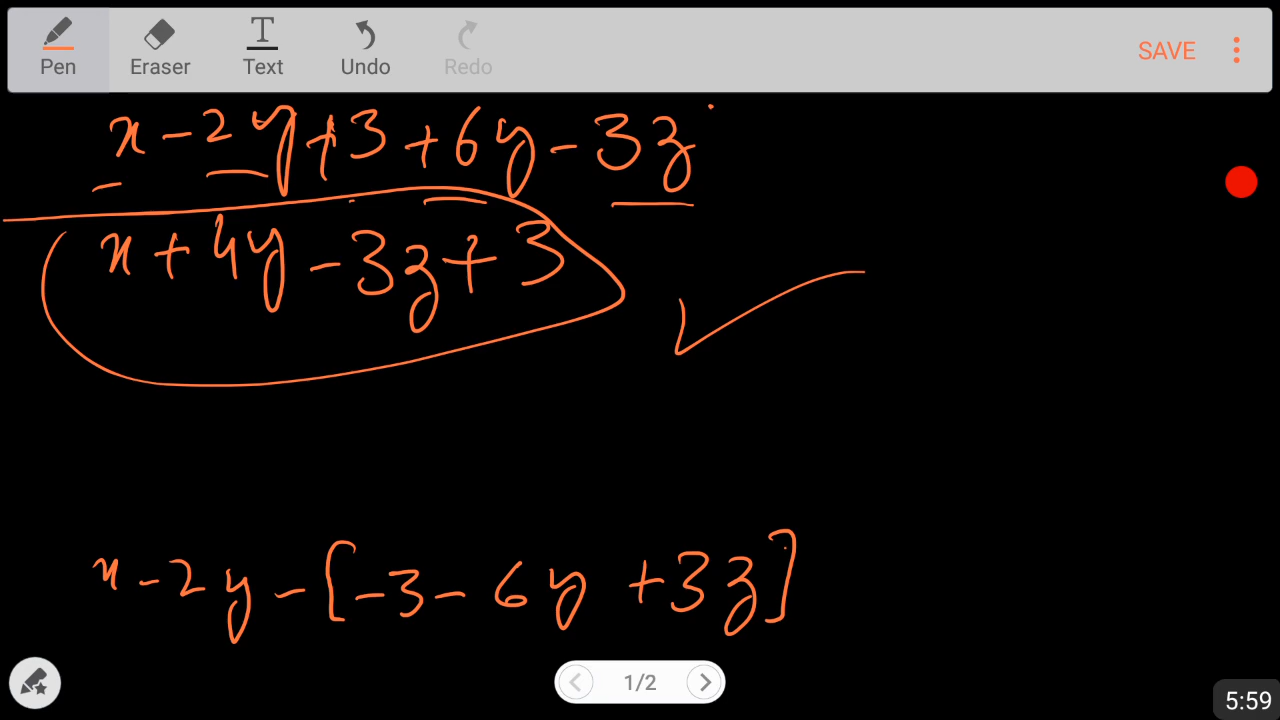 Pen Eraser Text Undo Redo SAVE
x - 2y + 3 + 6y - 3z
x + 4y - 3z + 3
x - 2y - [-3 - 6y + 3z]
1/2
5:59